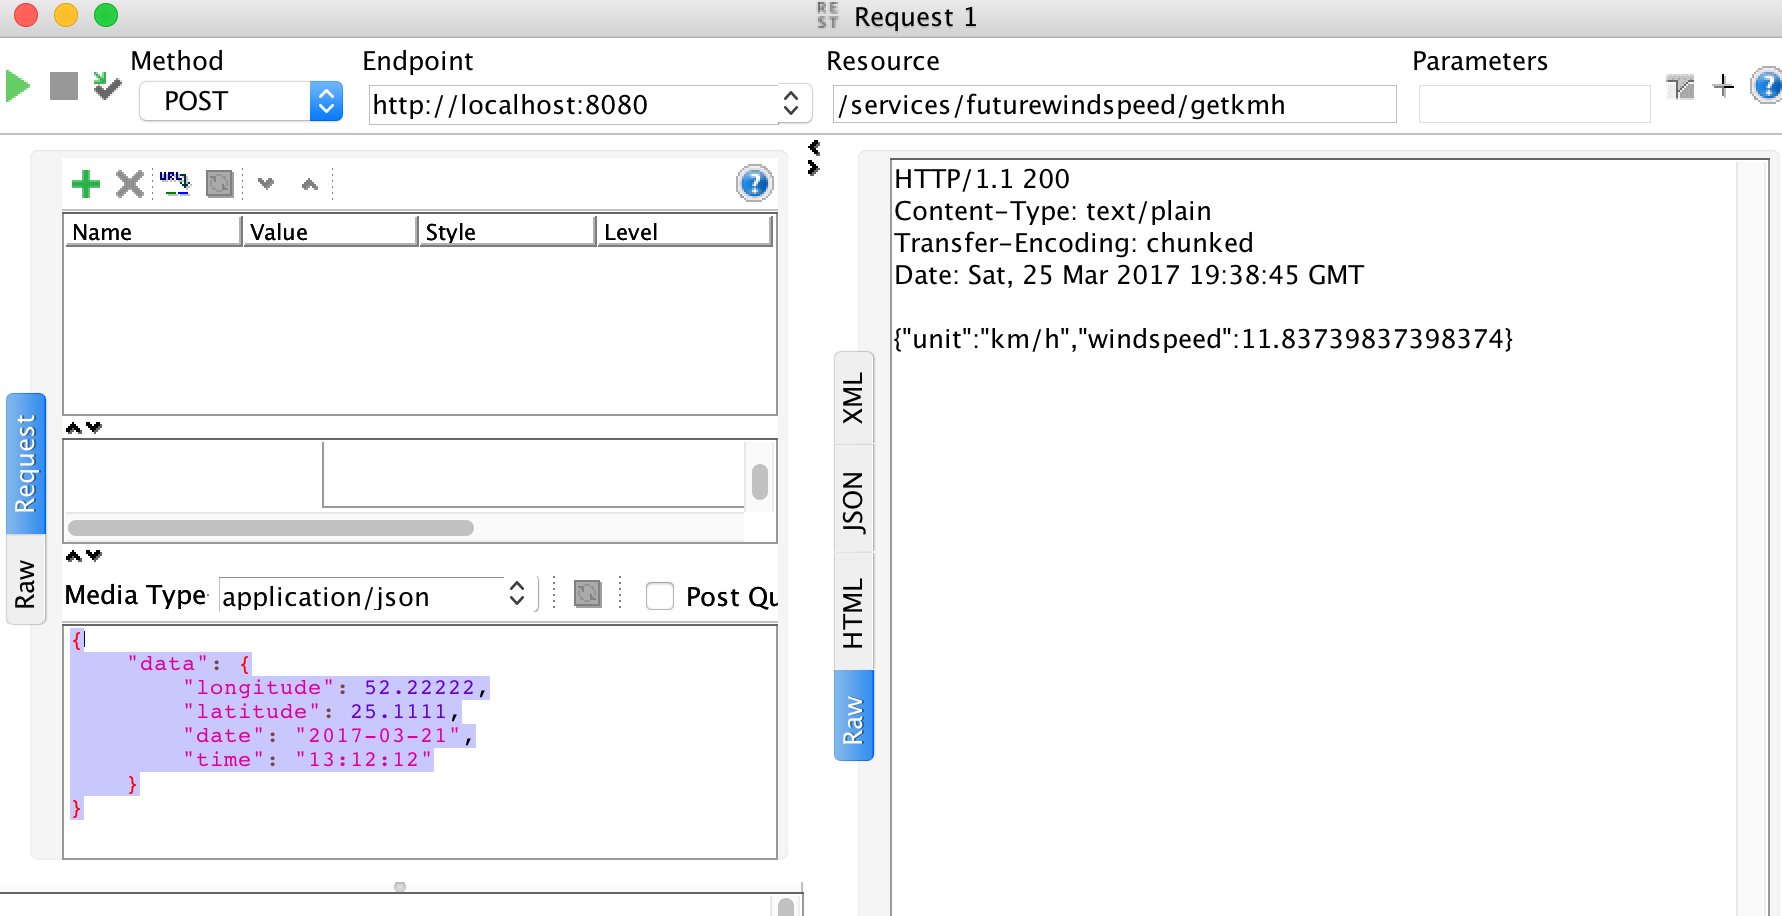 REST Request 1
Method Endpoint Resource Parameters
POST http://localhost:8080 /services/futurewindspeed/getkmh
URL
Name Value Style Level
Request
Raw
Media Type application/json Post Qu
{
"data": {
"longitude": 52.22222,
"latitude": 25.1111,
"date": "2017-03-21",
"time": "13:12:12"
}
}
XML
JSON
HTML
Raw
HTTP/1.1 200
Content-Type: text/plain
Transfer-Encoding: chunked
Date: Sat, 25 Mar 2017 19:38:45 GMT
{"unit":"km/h","windspeed":11.83739837398374}